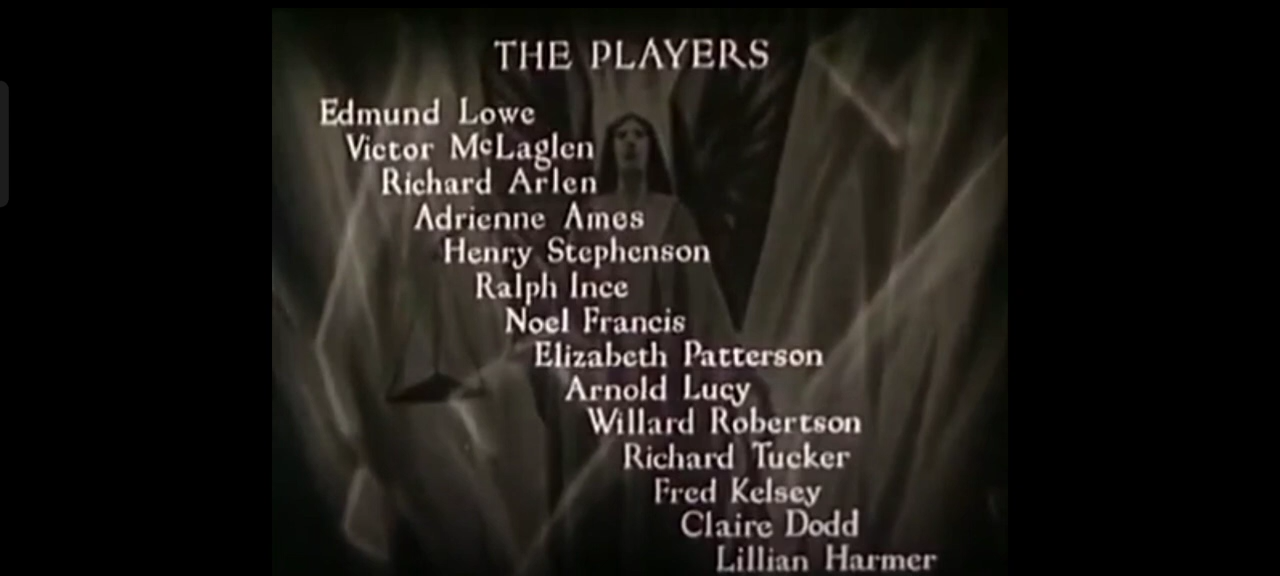 THE PLAYERS
Edmund Lowe
Victor McLaglen
Richard Arlen
Adrienne Ames
Henry Stephenson
Ralph Ince
Noel Francis
Elizabeth Patterson
Arnold Lucy
Willard Robertson
Richard Tucker
Fred Kelsey
Claire Dodd
Lillian Harmer